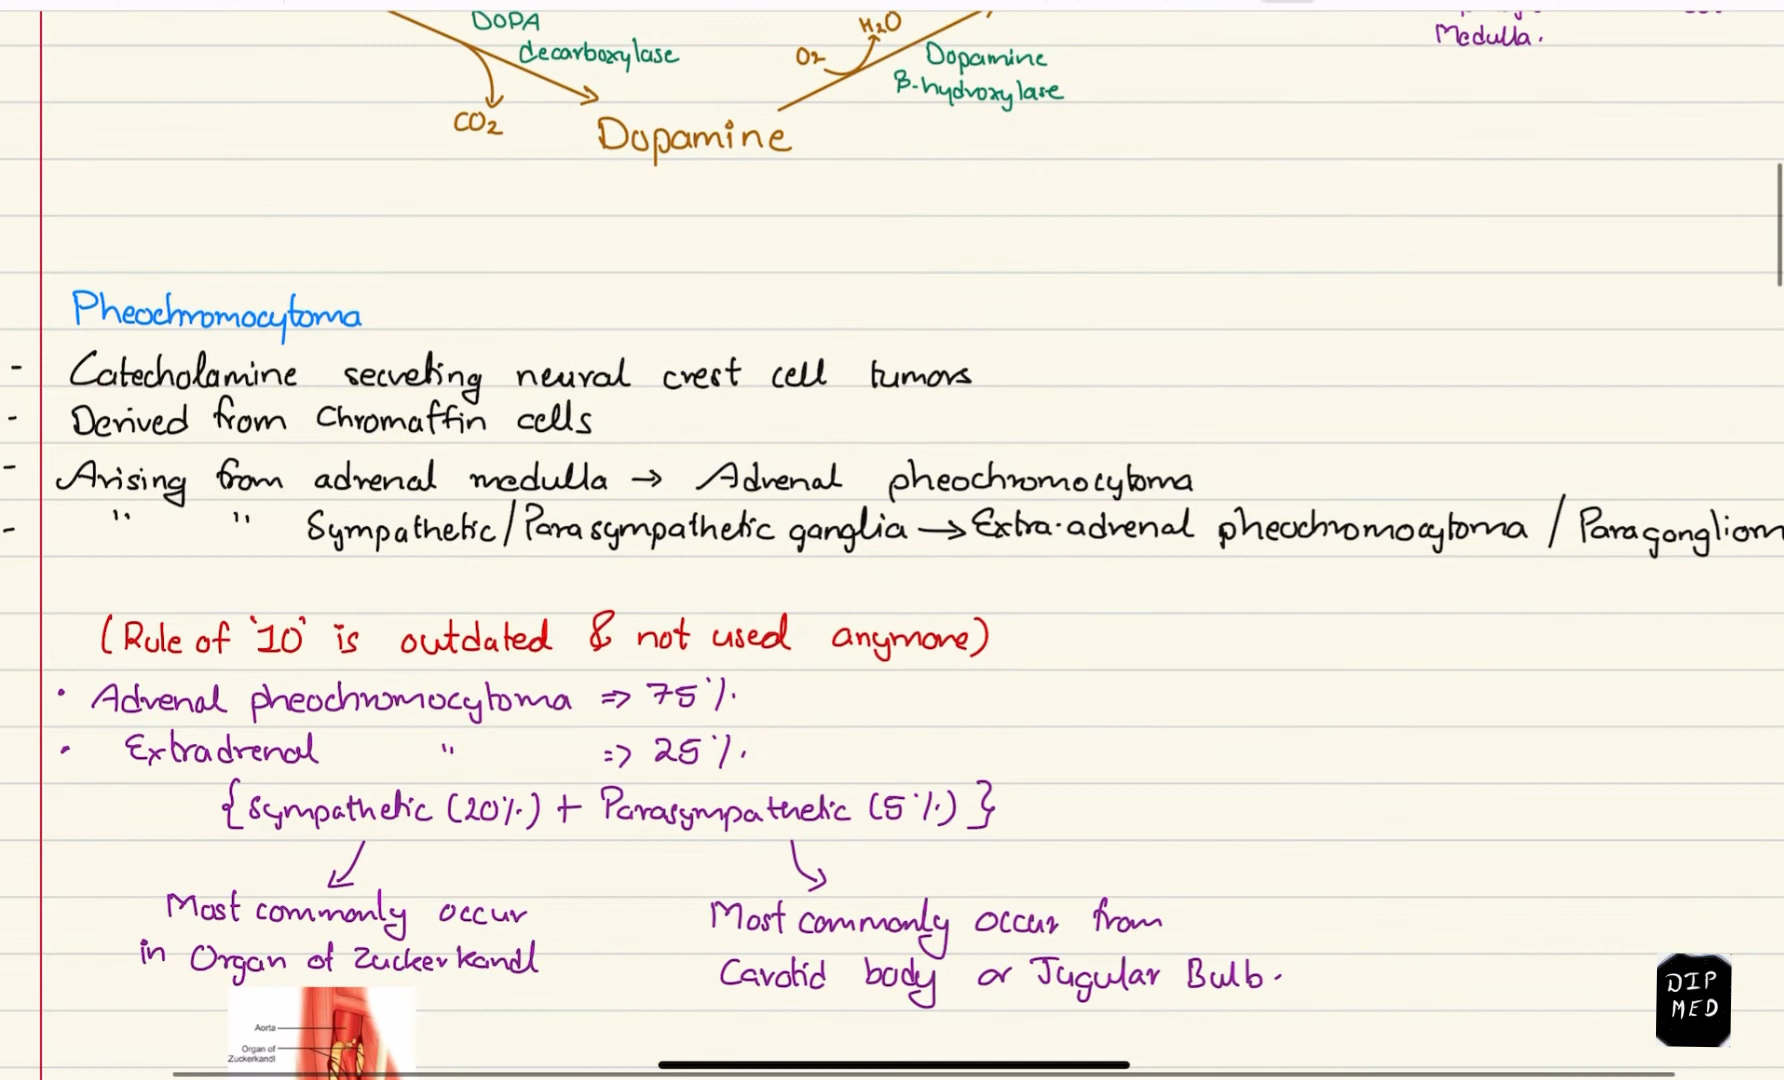 DOPA
decarboxylase
CO2
Dopamine
O2
H2O
Dopamine
β-hydroxylase
Medulla.
Pheochromocytoma
- Catecholamine secreting neural crest cell tumors
- Derived from Chromaffin cells
- Arising from adrenal medulla → Adrenal pheochromocytoma
- " " Sympathetic/Parasympathetic ganglia → Extra-adrenal pheochromocytoma / Paragangliom
(Rule of '10' is outdated & not used anymore)
• Adrenal pheochromocytoma => 75%.
• Extradrenal " => 25%.
{Sympathetic (20%) + Parasympathetic (5%)}
Most commonly occur
in Organ of Zuckerkandl
Most commonly occur from
Carotid body or Jugular Bulb.
Aorta
Organ of
Zuckerkandl
DIP
MED